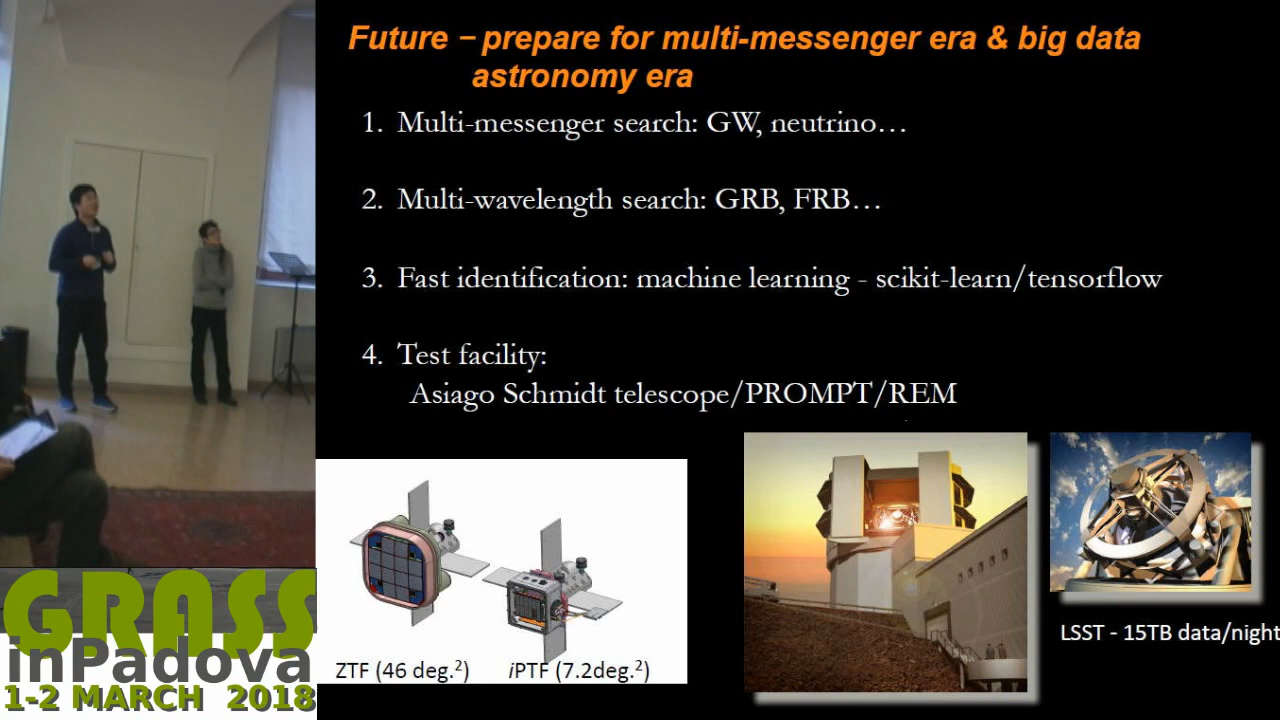 Future – prepare for multi-messenger era & big data
astronomy era
1. Multi-messenger search: GW, neutrino…
2. Multi-wavelength search: GRB, FRB…
3. Fast identification: machine learning - scikit-learn/tensorflow
4. Test facility:
Asiago Schmidt telescope/PROMPT/REM
ZTF (46 deg.²) iPTF (7.2deg.²)
LSST - 15TB data/night
GRASS
inPadova
1-2 MARCH 2018